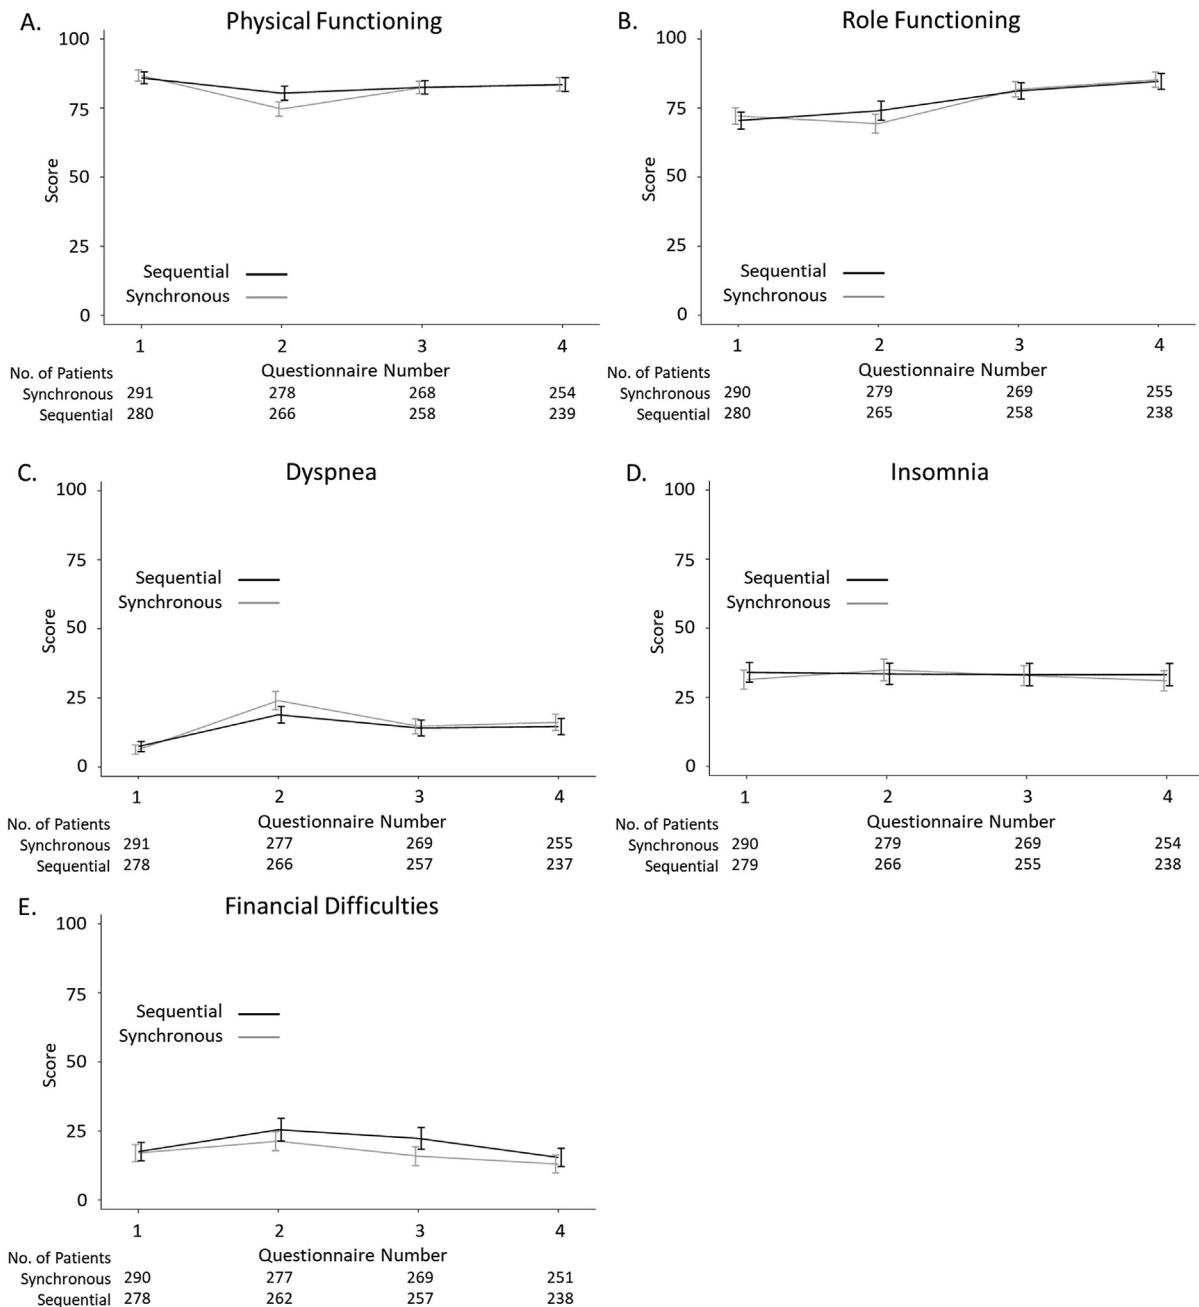 A. Physical Functioning
100
75
50
25
0
Score
Sequential
Synchronous
1 2 3 4
Questionnaire Number
No. of Patients
Synchronous 291 278 268 254
Sequential 280 266 258 239
B. Role Functioning
100
75
50
25
0
Score
Sequential
Synchronous
1 2 3 4
Questionnaire Number
No. of Patients
Synchronous 290 279 269 255
Sequential 280 265 258 238
C. Dyspnea
100
75
50
25
0
Score
Sequential
Synchronous
1 2 3 4
Questionnaire Number
No. of Patients
Synchronous 291 277 269 255
Sequential 278 266 257 237
D. Insomnia
100
75
50
25
0
Score
Sequential
Synchronous
1 2 3 4
Questionnaire Number
No. of Patients
Synchronous 290 279 269 254
Sequential 279 266 255 238
E. Financial Difficulties
100
75
50
25
0
Score
Sequential
Synchronous
1 2 3 4
Questionnaire Number
No. of Patients
Synchronous 290 277 269 251
Sequential 278 262 257 238